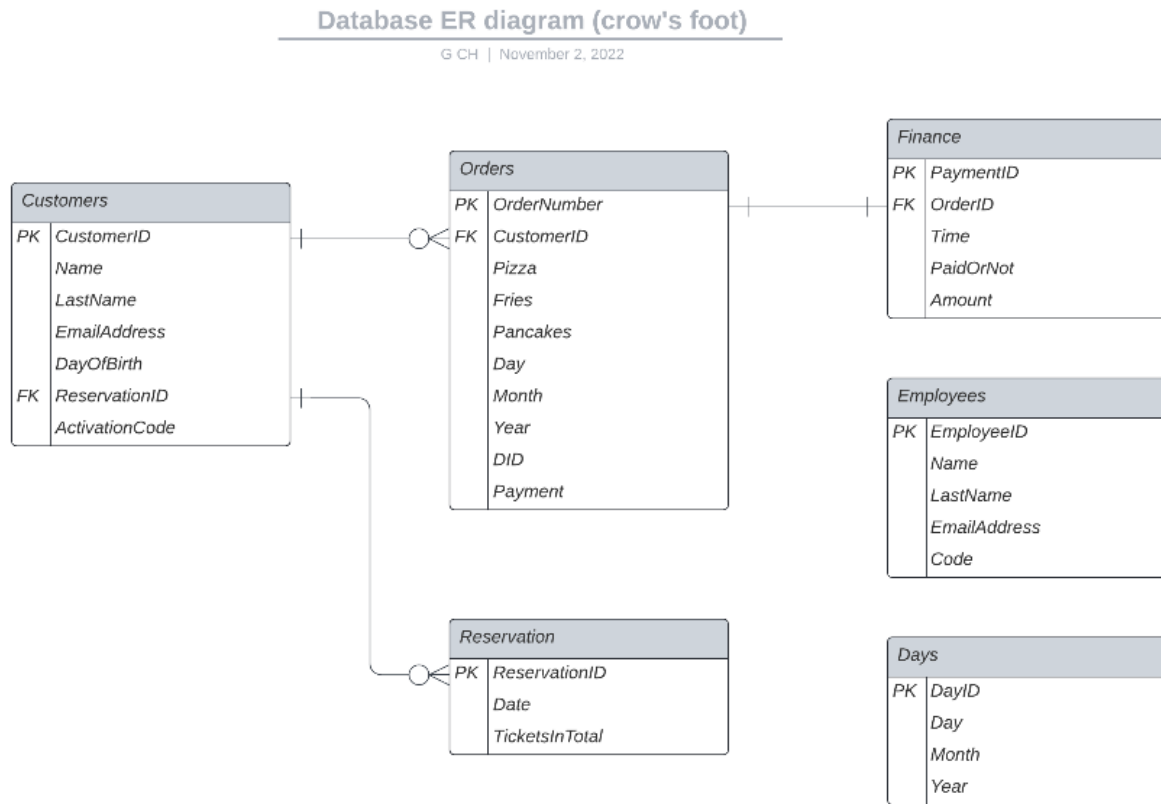 Database ER diagram (crow's foot)
G CH | November 2, 2022
Customers
PK CustomerID
Name
LastName
EmailAddress
DayOfBirth
FK ReservationID
ActivationCode
Orders
PK OrderNumber
FK CustomerID
Pizza
Fries
Pancakes
Day
Month
Year
DID
Payment
Reservation
PK ReservationID
Date
TicketsInTotal
Finance
PK PaymentID
FK OrderID
Time
PaidOrNot
Amount
Employees
PK EmployeeID
Name
LastName
EmailAddress
Code
Days
PK DayID
Day
Month
Year